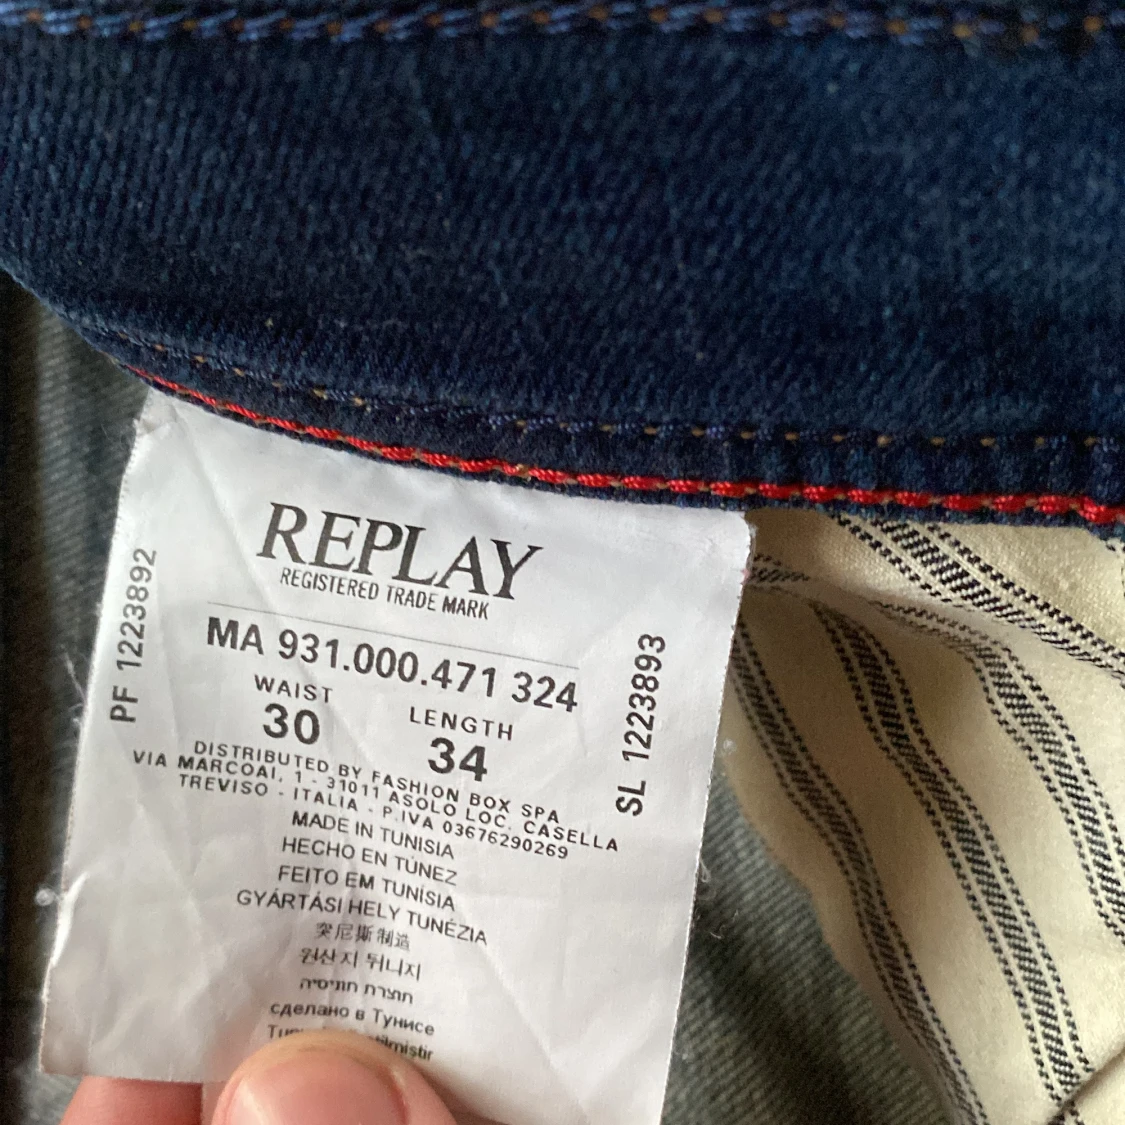 REPLAY
REGISTERED TRADE MARK
PF 1223892
MA 931.000.471 324
SL 1223893
WAIST LENGTH
30 34
DISTRIBUTED BY FASHION BOX SPA
VIA MARCOAI, 1 - 31011 ASOLO LOC. CASELLA
TREVISO - ITALIA - P.IVA 03676290269
MADE IN TUNISIA
HECHO EN TÚNEZ
FEITO EM TUNÍSIA
GYÁRTÁSI HELY TUNÉZIA
突尼斯制造
원산지 튀니지
תוצרת תוניסיה
сделано в Тунисе